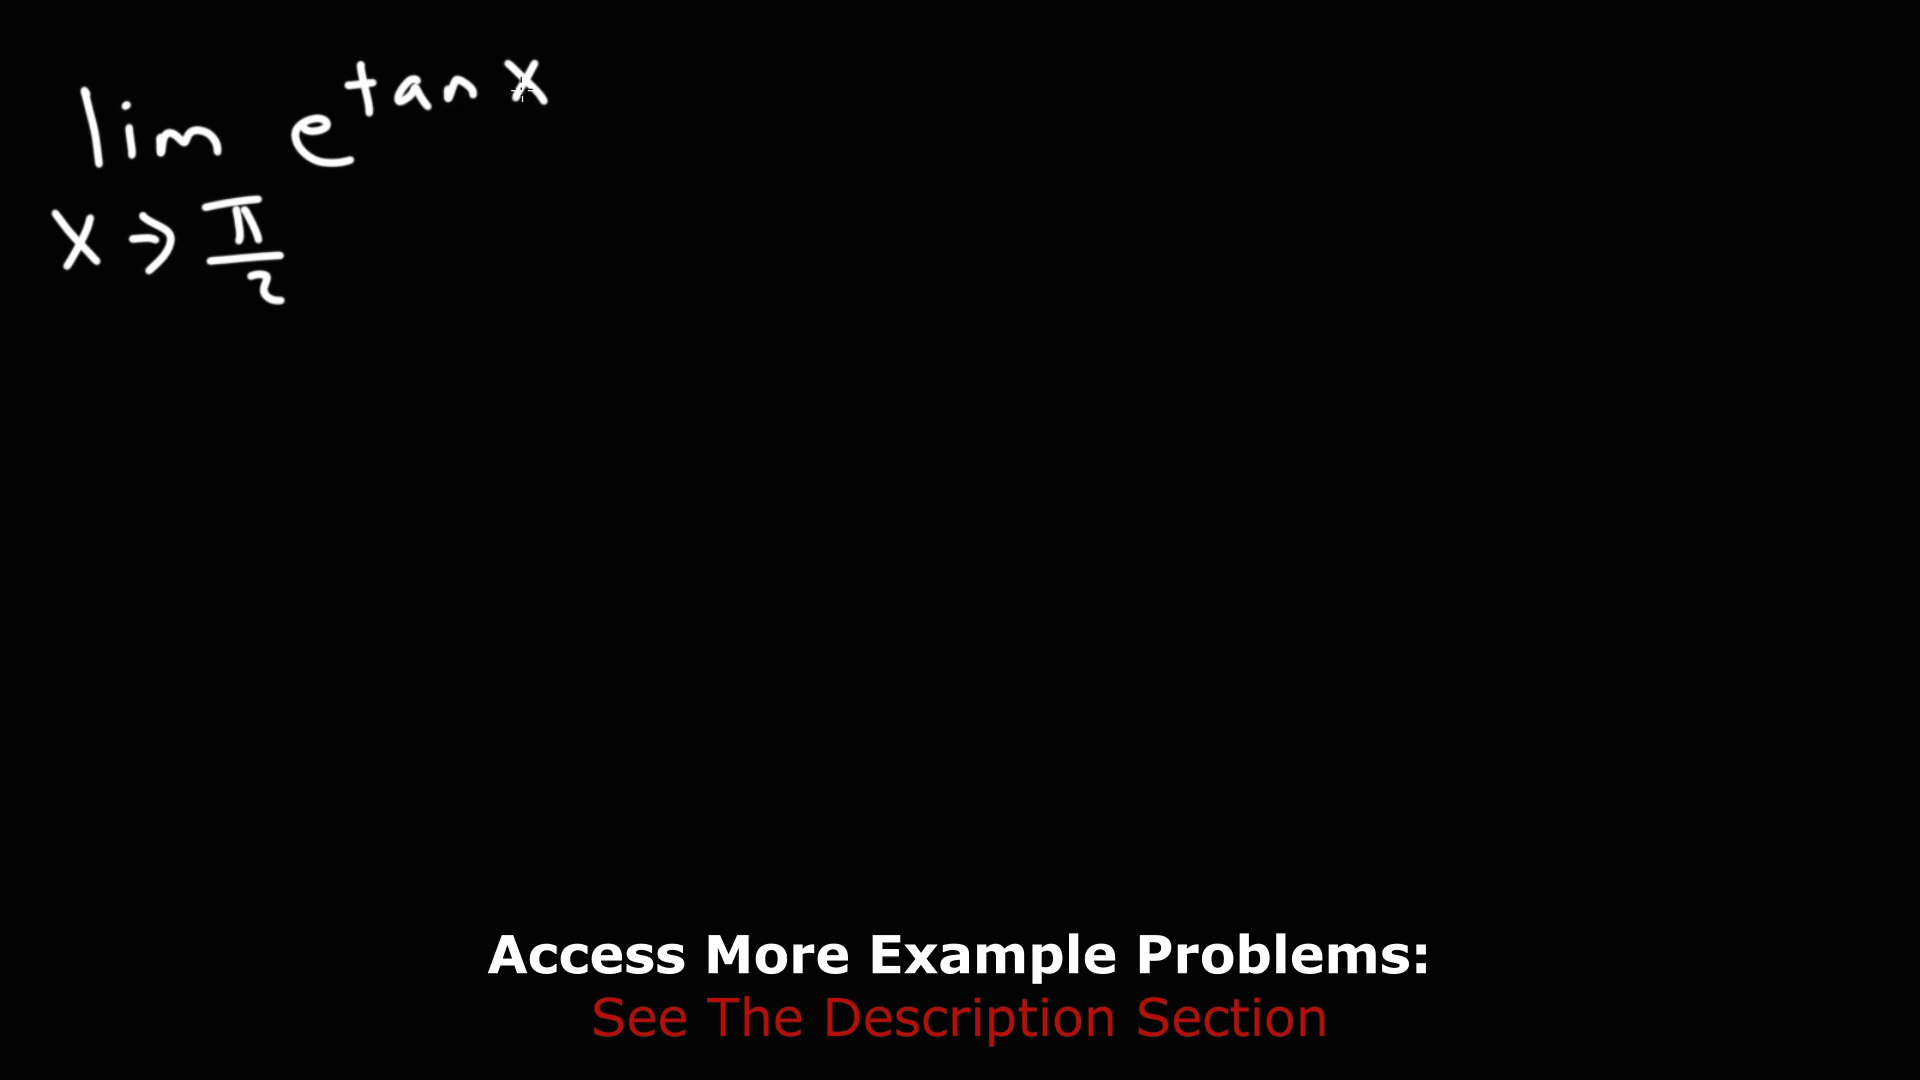 lim e^tan x
x→π/2
Access More Example Problems:
See The Description Section